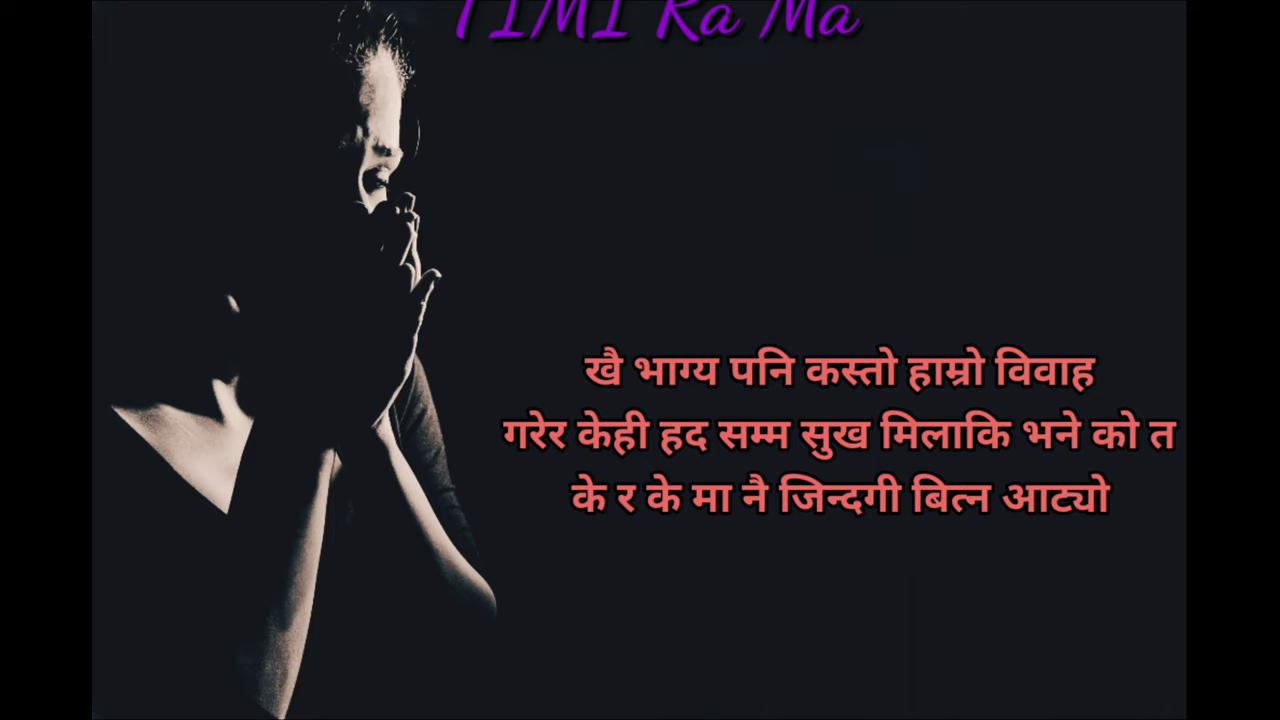 TIMI Ra Ma
खै भाग्य पनि कस्तो हाम्रो विवाह
गरेर केही हद सम्म सुख मिलाकि भने को त
के र के मा नै जिन्दगी बित्न आट्यो